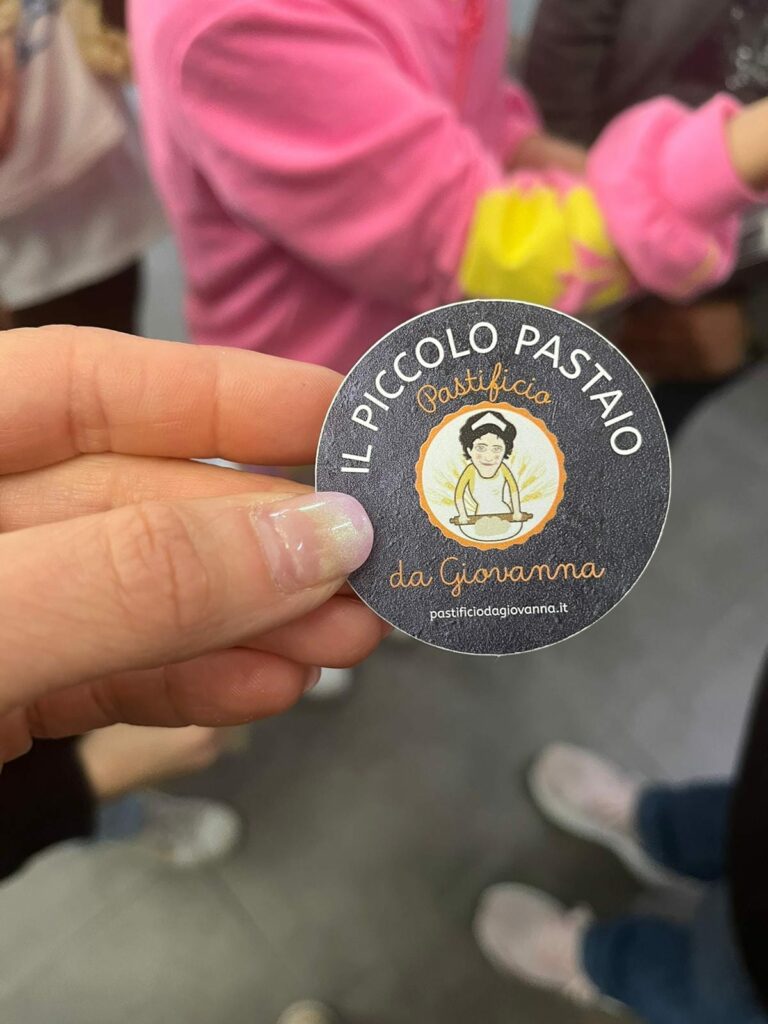 IL PICCOLO PASTAIO
Pastificio
da Giovanna
pastificiodagiovanna.it